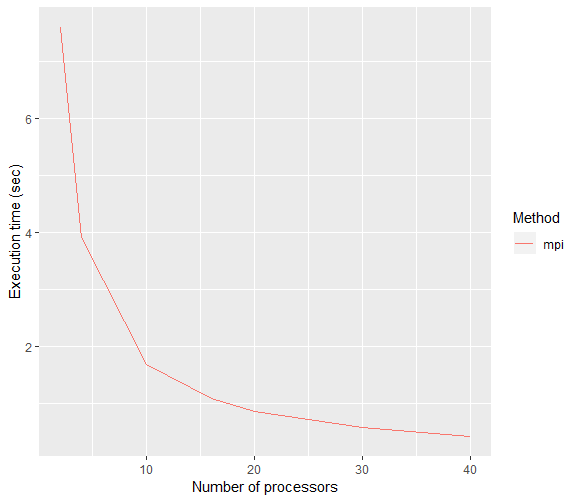 6
4
2
10 20 30 40
Number of processors
Execution time (sec)
Method
mpi